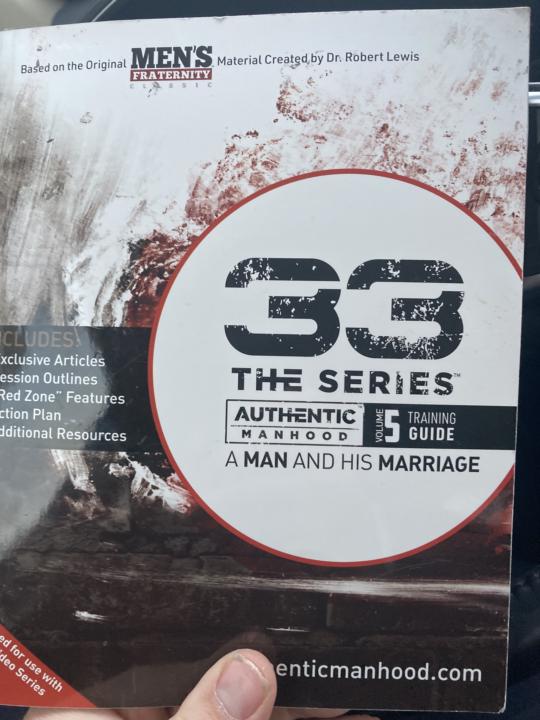 Based on the Original MEN'S FRATERNITY CLASSIC Material Created by Dr. Robert Lewis
33
THE SERIES™
AUTHENTIC™
MANHOOD
VOLUME 5 TRAINING GUIDE
A MAN AND HIS MARRIAGE
CLUDES:
xclusive Articles
ession Outlines
Red Zone" Features
ction Plan
dditional Resources
ed for use with
deo Series
enticmanhood.com